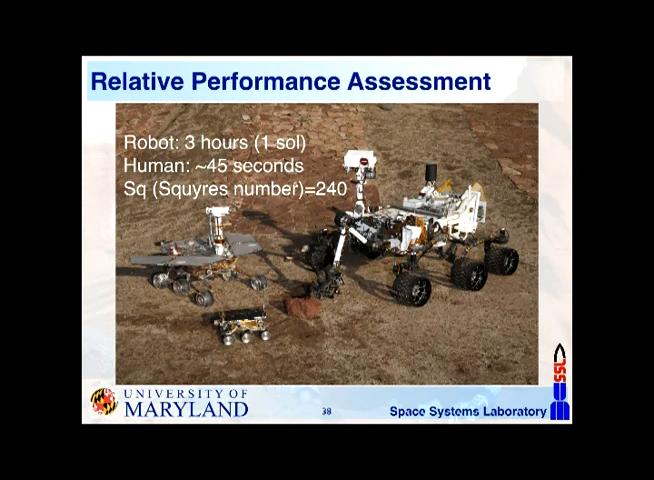 Relative Performance Assessment
Robot: 3 hours (1 sol)
Human: ~45 seconds
Sq (Squyres number)=240
UNIVERSITY OF
MARYLAND
38
Space Systems Laboratory
SSL